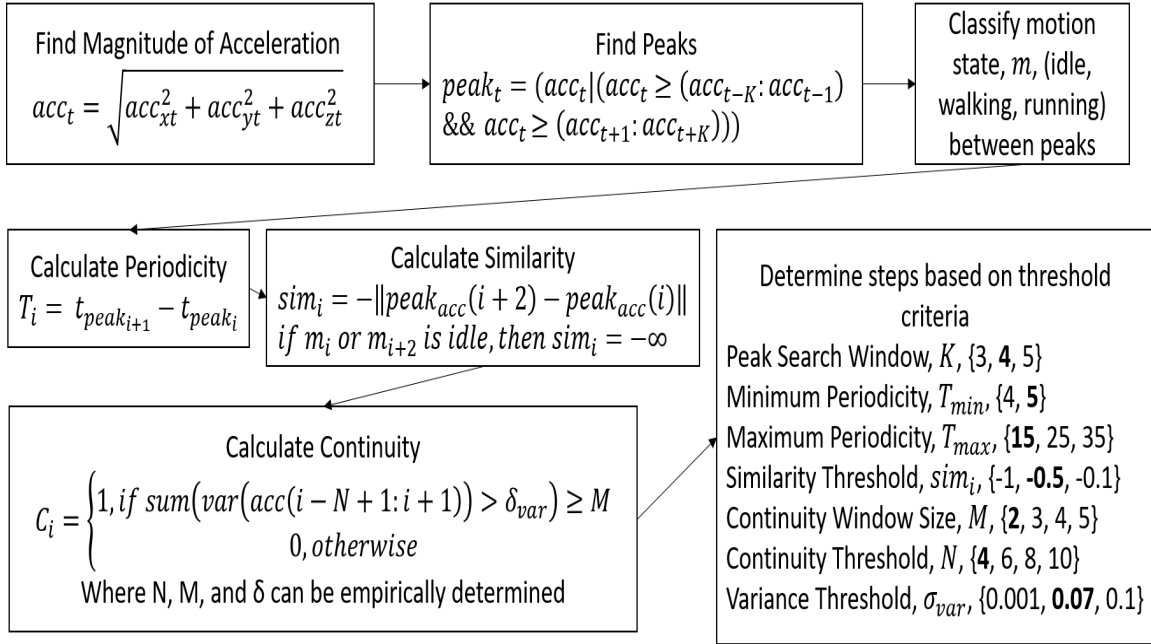 Find Magnitude of Acceleration
acc_t = √(acc_xt^2 + acc_yt^2 + acc_zt^2)
Find Peaks
peak_t = (acc_t|(acc_t ≥ (acc_{t−K}: acc_{t−1})
&& acc_t ≥ (acc_{t+1}: acc_{t+K})))
Classify motion
state, m, (idle,
walking, running)
between peaks
Calculate Periodicity
T_i = t_{peak_{i+1}} − t_{peak_i}
Calculate Similarity
sim_i = −‖peak_acc(i + 2) − peak_acc(i)‖
if m_i or m_{i+2} is idle, then sim_i = −∞
Calculate Continuity
C_i = { 1, if sum(var(acc(i − N + 1: i + 1)) > δ_var) ≥ M
0, otherwise
Where N, M, and δ can be empirically determined
Determine steps based on threshold
criteria
Peak Search Window, K, {3, 4, 5}
Minimum Periodicity, T_min, {4, 5}
Maximum Periodicity, T_max, {15, 25, 35}
Similarity Threshold, sim_i, {-1, -0.5, -0.1}
Continuity Window Size, M, {2, 3, 4, 5}
Continuity Threshold, N, {4, 6, 8, 10}
Variance Threshold, σ_var, {0.001, 0.07, 0.1}